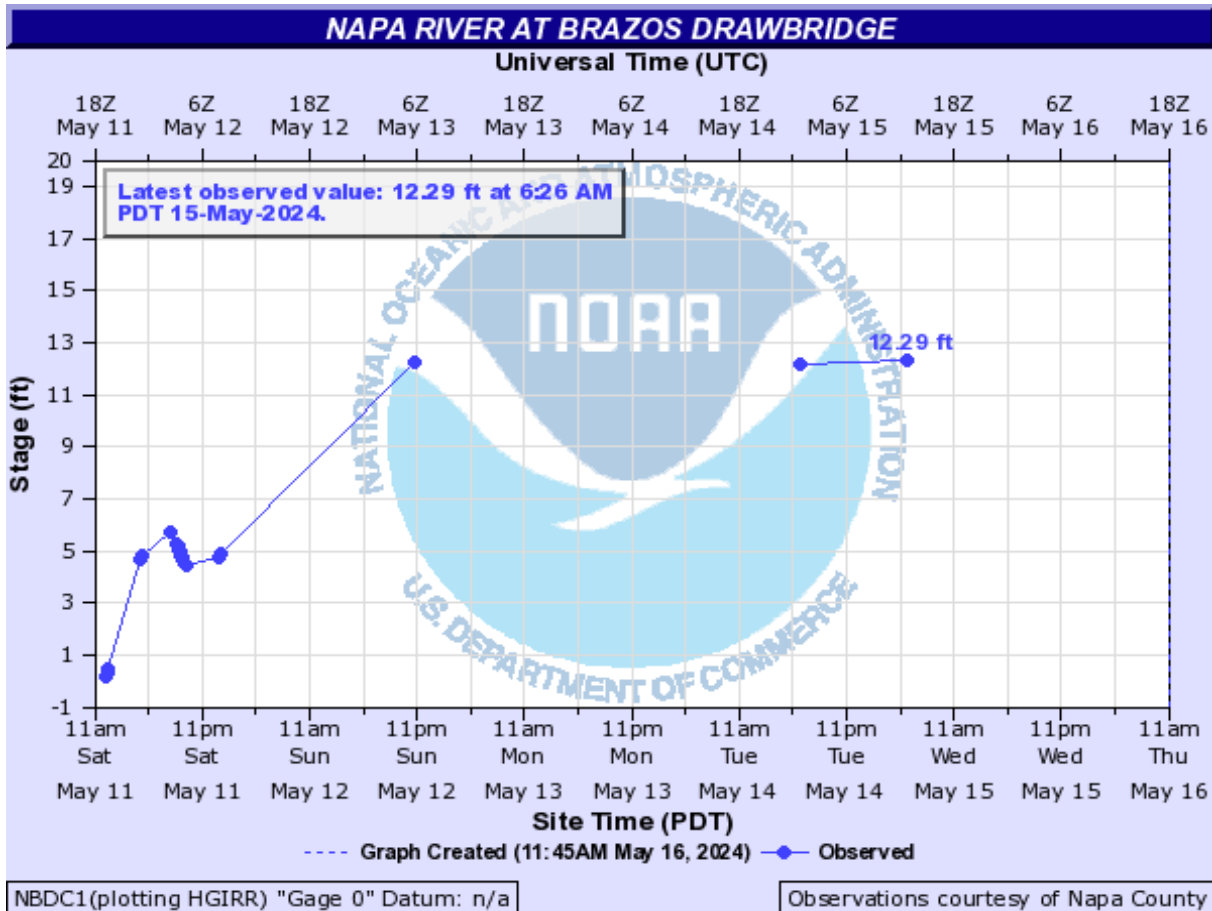 NAPA RIVER AT BRAZOS DRAWBRIDGE
Universal Time (UTC)
18Z 6Z 18Z 6Z 18Z 6Z 18Z 6Z 18Z 6Z 18Z
May 11 May 12 May 12 May 13 May 13 May 14 May 14 May 15 May 15 May 16 May 16
Latest observed value: 12.29 ft at 6:26 AM
PDT 15-May-2024.
Stage (ft)
20
19
17
15
13
11
9
7
5
3
1
-1
12.29 ft
NATIONAL OCEANIC AND ATMOSPHERIC ADMINISTRATION
NOAA
U.S. DEPARTMENT OF COMMERCE
11am 11pm 11am 11pm 11am 11pm 11am 11pm 11am 11pm 11am
Sat Sat Sun Sun Mon Mon Tue Tue Wed Wed Thu
May 11 May 11 May 12 May 12 May 13 May 13 May 14 May 14 May 15 May 15 May 16
Site Time (PDT)
Graph Created (11:45AM May 16, 2024) Observed
NBDC1(plotting HGIRR) "Gage 0" Datum: n/a
Observations courtesy of Napa County